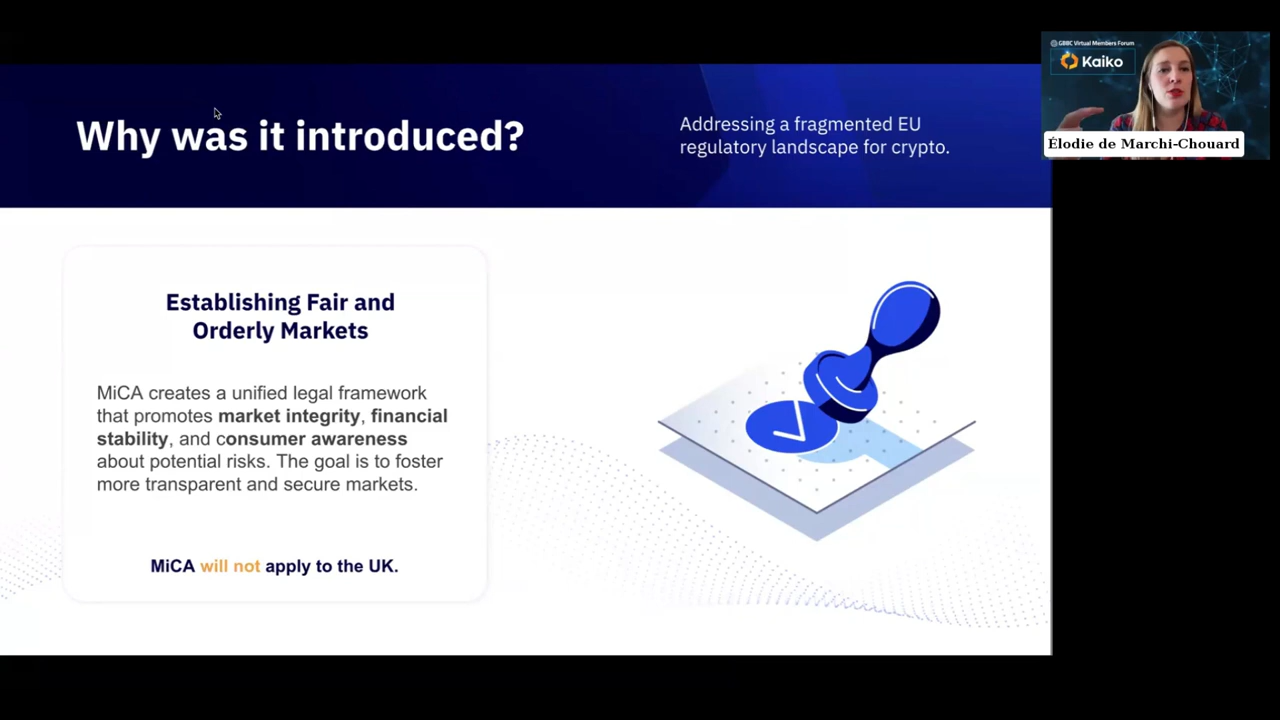 Why was it introduced?
Addressing a fragmented EU
regulatory landscape for crypto.
GBBC Virtual Members Forum
Kaiko
Élodie de Marchi-Chouard
Establishing Fair and
Orderly Markets
MiCA creates a unified legal framework
that promotes market integrity, financial
stability, and consumer awareness
about potential risks. The goal is to foster
more transparent and secure markets.
MiCA will not apply to the UK.